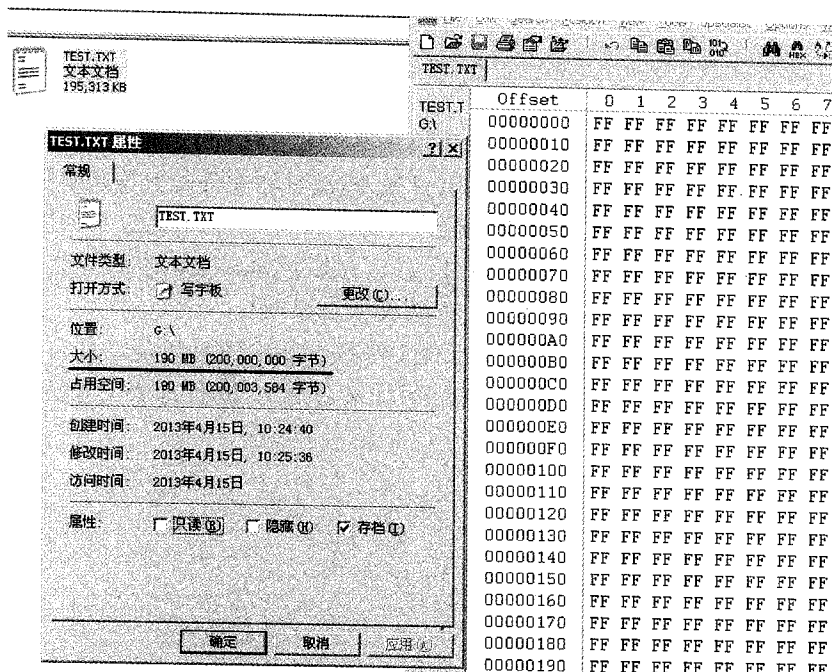 TEST.TXT
文本文档
195,313 KB
TEST.TXT 属性
? ×
常规
TEST.TXT
文件类型: 文本文档
打开方式: 写字板 更改(C)...
位置: G:\
大小: 190 MB (200,000,000 字节)
占用空间: 190 MB (200,003,584 字节)
创建时间: 2013年4月15日, 10:24:40
修改时间: 2013年4月15日, 10:25:36
访问时间: 2013年4月15日
属性: 只读(R) 隐藏(H) 存档(I)
确定 取消 应用(A)
TEST.TXT
TEST.T
G:\
Offset 0 1 2 3 4 5 6 7
00000000 FF FF FF FF FF FF FF FF
00000010 FF FF FF FF FF FF FF FF
00000020 FF FF FF FF FF FF FF FF
00000030 FF FF FF FF FF FF FF FF
00000040 FF FF FF FF FF FF FF FF
00000050 FF FF FF FF FF FF FF FF
00000060 FF FF FF FF FF FF FF FF
00000070 FF FF FF FF FF FF FF FF
00000080 FF FF FF FF FF FF FF FF
00000090 FF FF FF FF FF FF FF FF
000000A0 FF FF FF FF FF FF FF FF
000000B0 FF FF FF FF FF FF FF FF
000000C0 FF FF FF FF FF FF FF FF
000000D0 FF FF FF FF FF FF FF FF
000000E0 FF FF FF FF FF FF FF FF
000000F0 FF FF FF FF FF FF FF FF
00000100 FF FF FF FF FF FF FF FF
00000110 FF FF FF FF FF FF FF FF
00000120 FF FF FF FF FF FF FF FF
00000130 FF FF FF FF FF FF FF FF
00000140 FF FF FF FF FF FF FF FF
00000150 FF FF FF FF FF FF FF FF
00000160 FF FF FF FF FF FF FF FF
00000170 FF FF FF FF FF FF FF FF
00000180 FF FF FF FF FF FF FF FF
00000190 FF FF FF FF FF FF FF FF